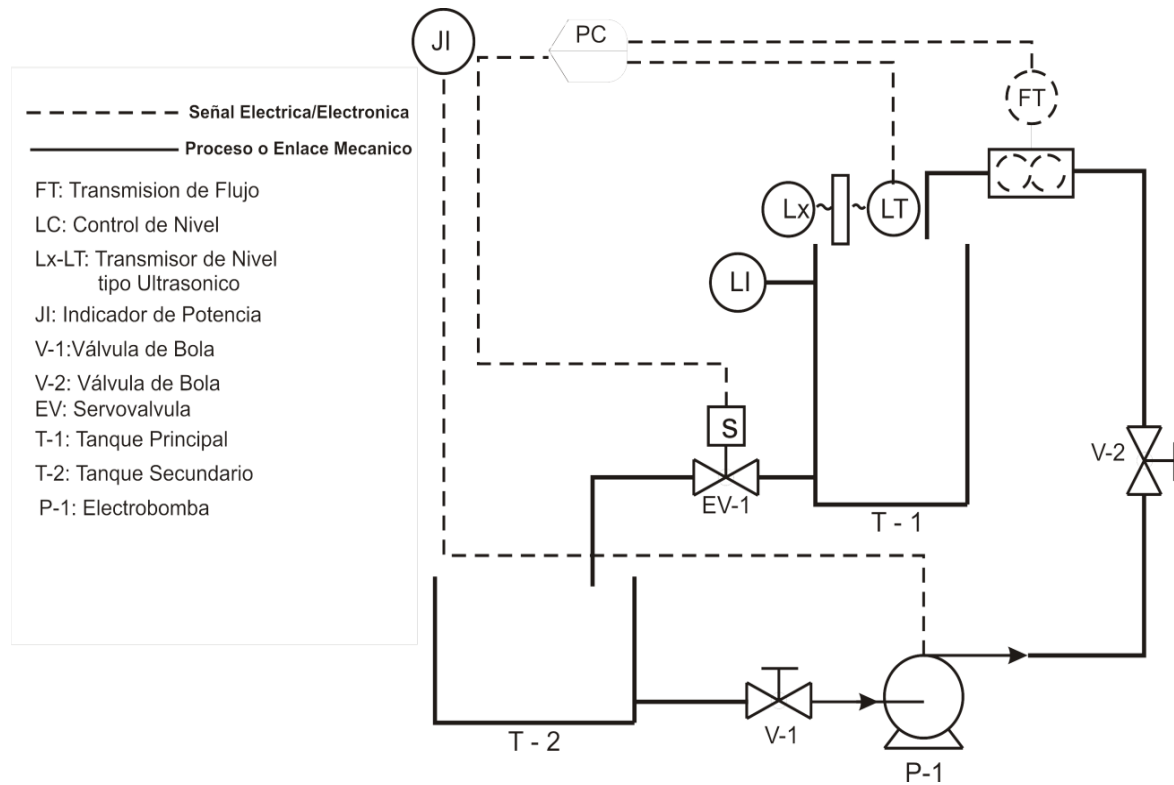 JI
PC
FT
Señal Electrica/Electronica
Proceso o Enlace Mecanico
FT: Transmision de Flujo
LC: Control de Nivel
Lx-LT: Transmisor de Nivel
tipo Ultrasonico
JI: Indicador de Potencia
V-1:Válvula de Bola
V-2: Válvula de Bola
EV: Servovalvula
T-1: Tanque Principal
T-2: Tanque Secundario
P-1: Electrobomba
Lx
LT
LI
S
EV-1
V-2
T - 1
T - 2
V-1
P-1